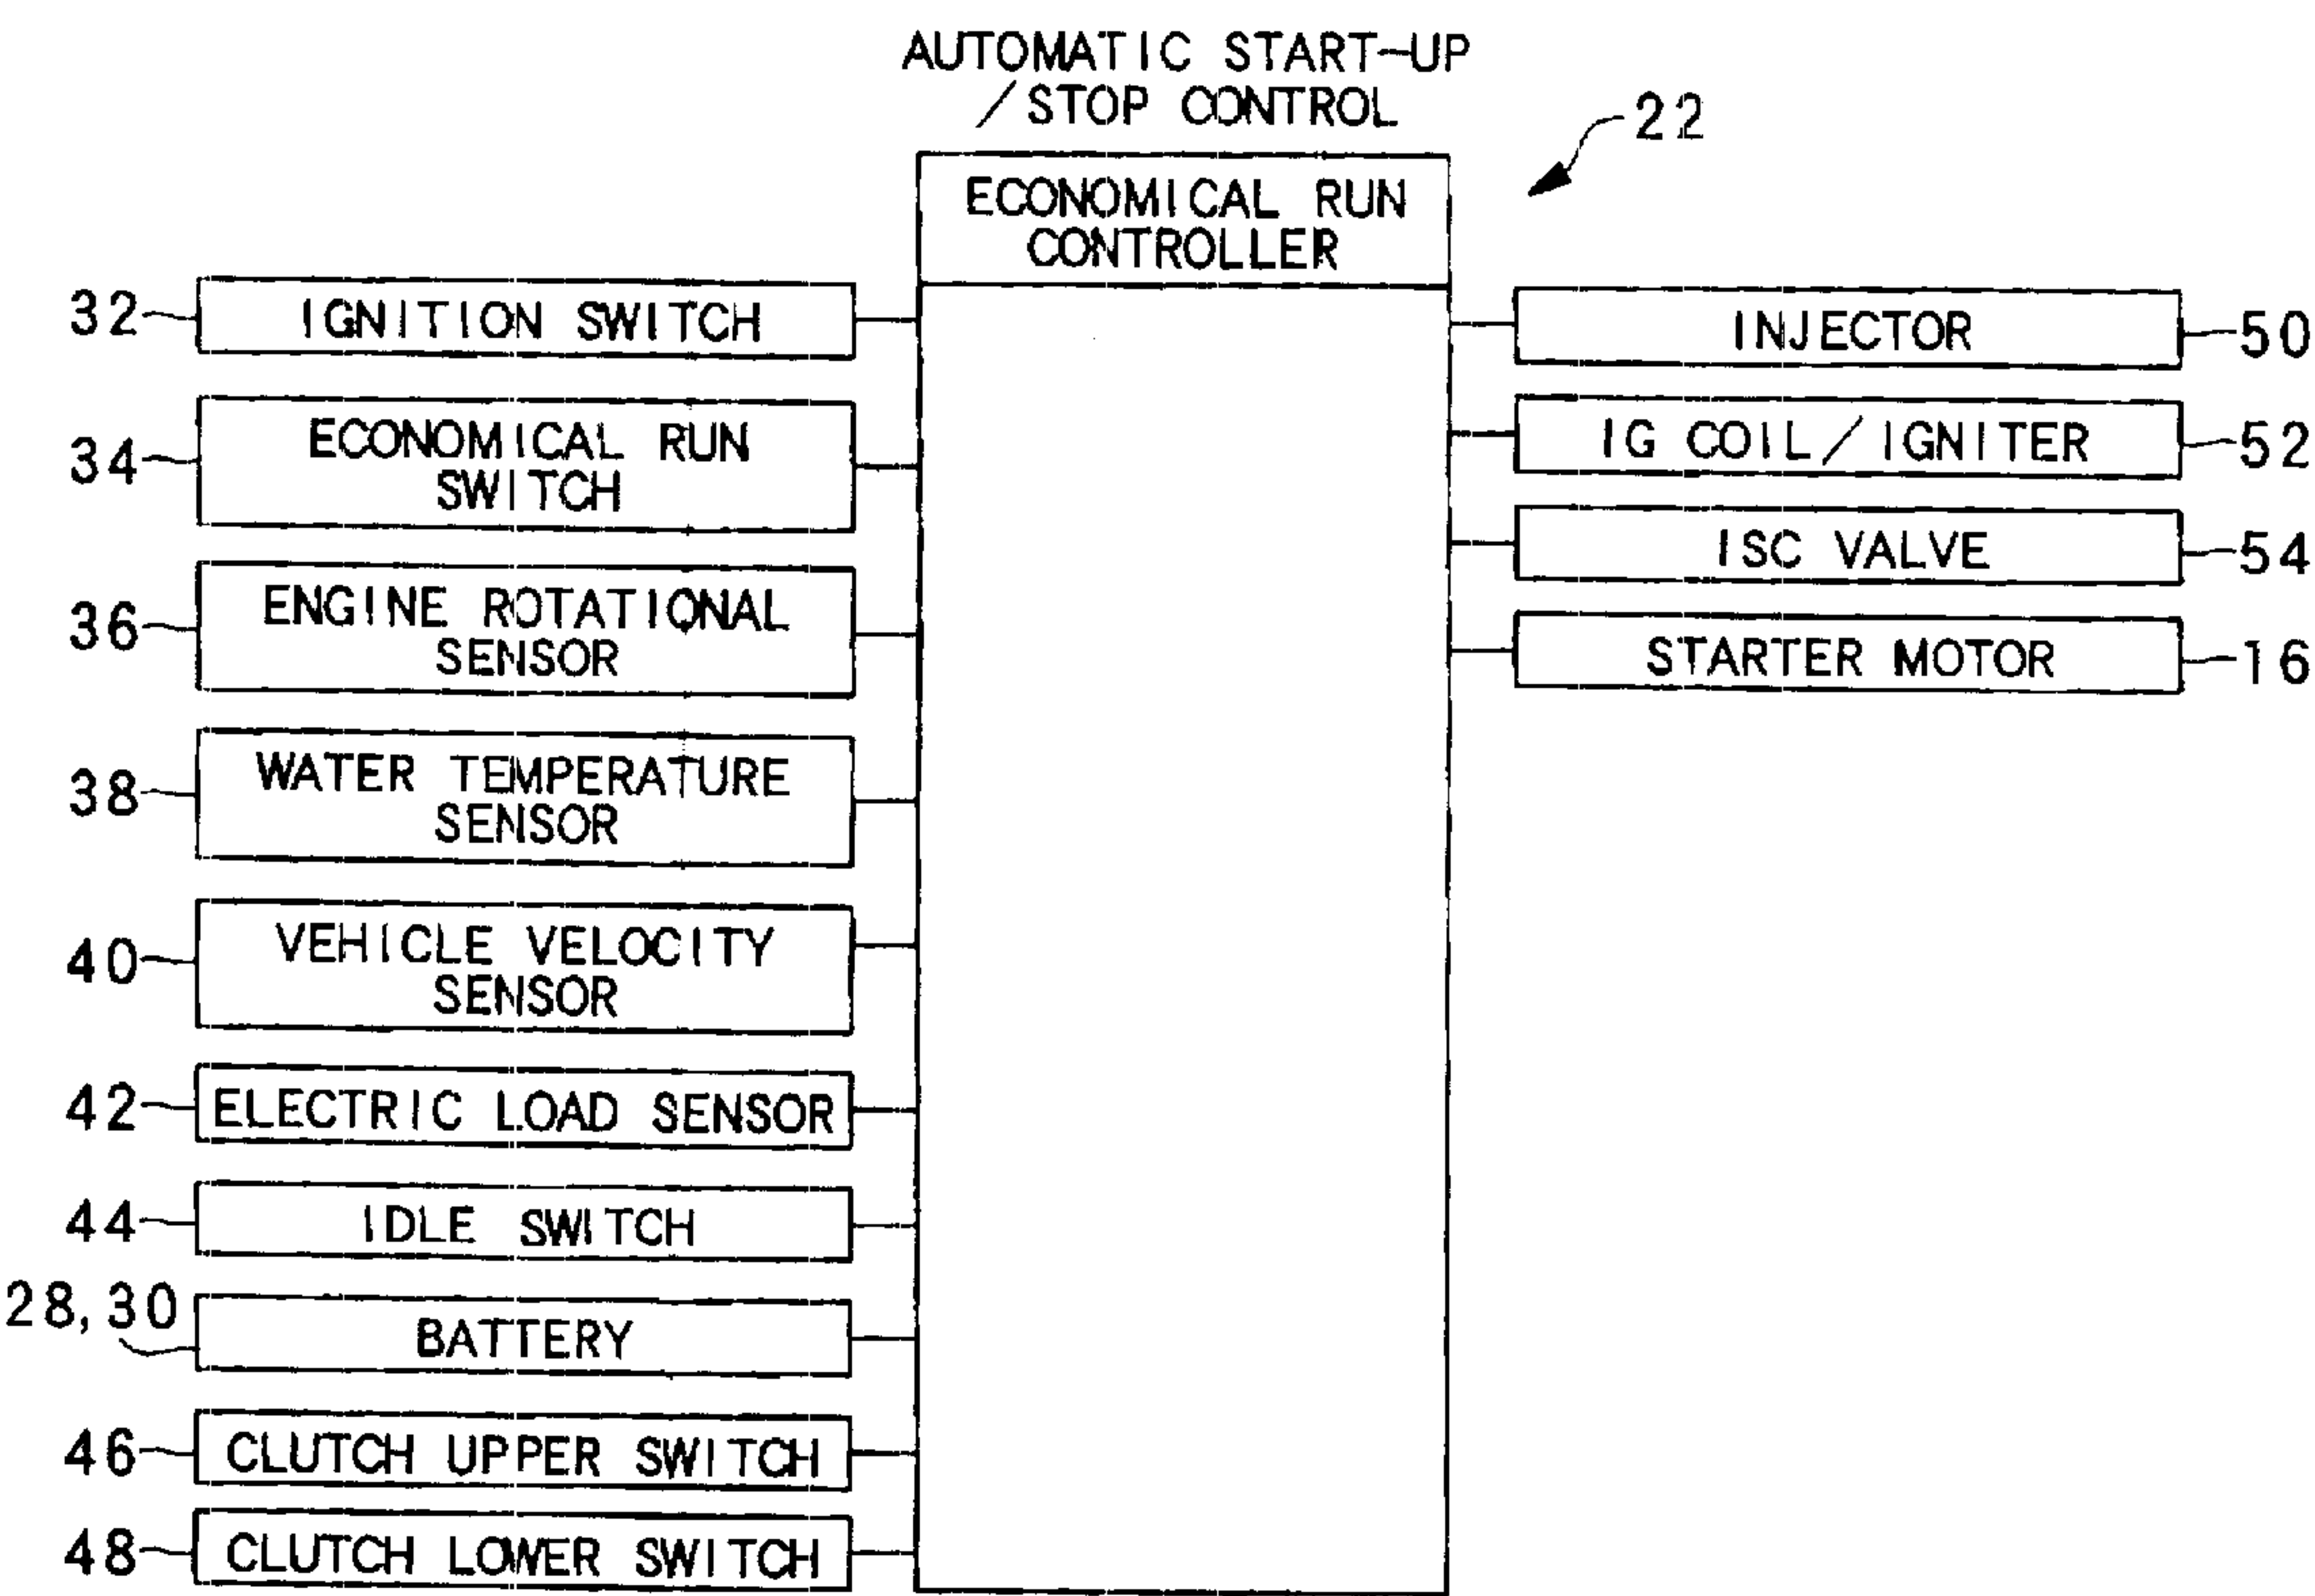 AUTOMATIC START-UP
/STOP CONTROL
22
ECONOMICAL RUN
CONTROLLER
32
IGNITION SWITCH
34
ECONOMICAL RUN
SWITCH
36
ENGINE ROTATIONAL
SENSOR
38
WATER TEMPERATURE
SENSOR
40
VEHICLE VELOCITY
SENSOR
42
ELECTRIC LOAD SENSOR
44
IDLE SWITCH
28, 30
BATTERY
46
CLUTCH UPPER SWITCH
48
CLUTCH LOWER SWITCH
INJECTOR
50
IG COIL/IGNITER
52
ISC VALVE
54
STARTER MOTOR
16